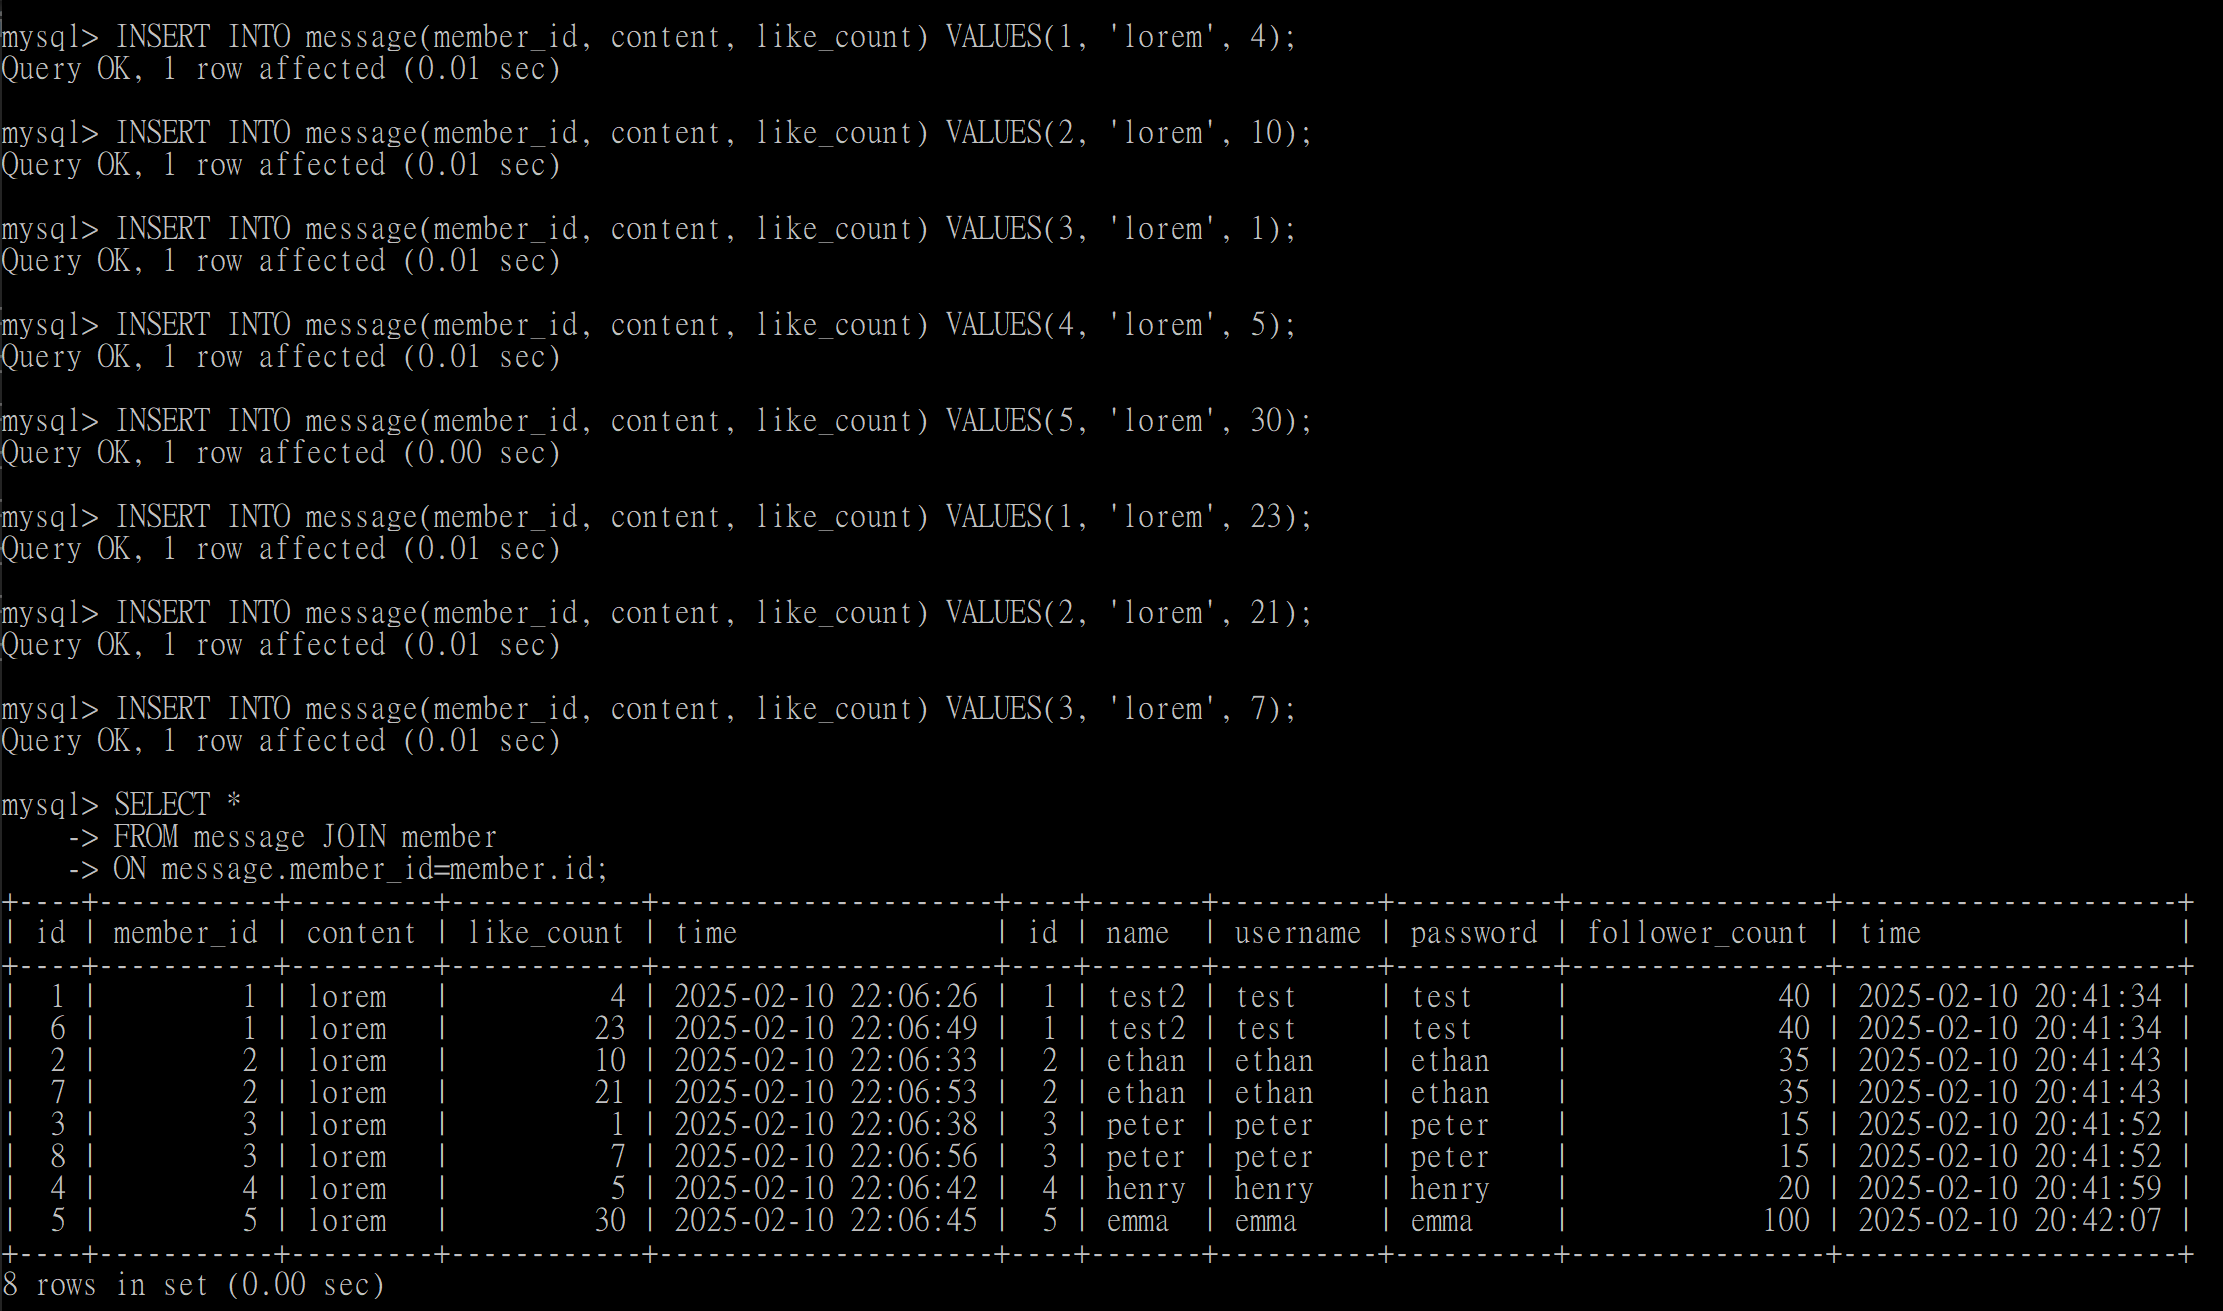 mysql> INSERT INTO message(member_id, content, like_count) VALUES(1, 'lorem', 4);
Query OK, 1 row affected (0.01 sec)

mysql> INSERT INTO message(member_id, content, like_count) VALUES(2, 'lorem', 10);
Query OK, 1 row affected (0.01 sec)

mysql> INSERT INTO message(member_id, content, like_count) VALUES(3, 'lorem', 1);
Query OK, 1 row affected (0.01 sec)

mysql> INSERT INTO message(member_id, content, like_count) VALUES(4, 'lorem', 5);
Query OK, 1 row affected (0.01 sec)

mysql> INSERT INTO message(member_id, content, like_count) VALUES(5, 'lorem', 30);
Query OK, 1 row affected (0.00 sec)

mysql> INSERT INTO message(member_id, content, like_count) VALUES(1, 'lorem', 23);
Query OK, 1 row affected (0.01 sec)

mysql> INSERT INTO message(member_id, content, like_count) VALUES(2, 'lorem', 21);
Query OK, 1 row affected (0.01 sec)

mysql> INSERT INTO message(member_id, content, like_count) VALUES(3, 'lorem', 7);
Query OK, 1 row affected (0.01 sec)

mysql> SELECT *
    -> FROM message JOIN member
    -> ON message.member_id=member.id;
+----+-----------+---------+------------+---------------------+----+-------+----------+----------+----------------+---------------------+
| id | member_id | content | like_count | time                | id | name  | username | password | follower_count | time                |
+----+-----------+---------+------------+---------------------+----+-------+----------+----------+----------------+---------------------+
|  1 |         1 | lorem   |          4 | 2025-02-10 22:06:26 |  1 | test2 | test     | test     |             40 | 2025-02-10 20:41:34 |
|  6 |         1 | lorem   |         23 | 2025-02-10 22:06:49 |  1 | test2 | test     | test     |             40 | 2025-02-10 20:41:34 |
|  2 |         2 | lorem   |         10 | 2025-02-10 22:06:33 |  2 | ethan | ethan    | ethan    |             35 | 2025-02-10 20:41:43 |
|  7 |         2 | lorem   |         21 | 2025-02-10 22:06:53 |  2 | ethan | ethan    | ethan    |             35 | 2025-02-10 20:41:43 |
|  3 |         3 | lorem   |          1 | 2025-02-10 22:06:38 |  3 | peter | peter    | peter    |             15 | 2025-02-10 20:41:52 |
|  8 |         3 | lorem   |          7 | 2025-02-10 22:06:56 |  3 | peter | peter    | peter    |             15 | 2025-02-10 20:41:52 |
|  4 |         4 | lorem   |          5 | 2025-02-10 22:06:42 |  4 | henry | henry    | henry    |             20 | 2025-02-10 20:41:59 |
|  5 |         5 | lorem   |         30 | 2025-02-10 22:06:45 |  5 | emma  | emma     | emma     |            100 | 2025-02-10 20:42:07 |
+----+-----------+---------+------------+---------------------+----+-------+----------+----------+----------------+---------------------+
8 rows in set (0.00 sec)